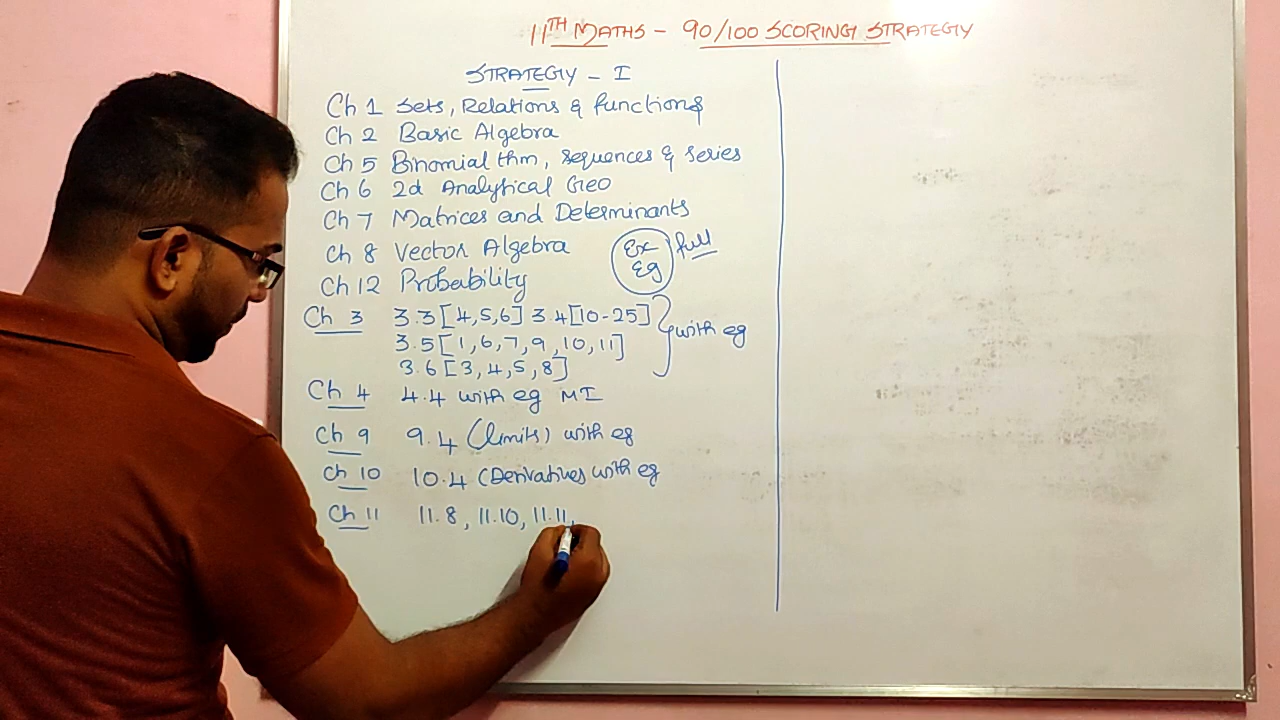 11TH MATHS - 90/100 SCORING STRATEGY
STRATEGY - I
Ch 1 Sets, Relations & functions
Ch 2 Basic Algebra
Ch 5 Binomial thm, sequences & series
Ch 6 2d Analytical Geo
Ch 7 Matrices and Determinants
Ch 8 Vector Algebra
Ch 12 Probability
Ex
Eg
full
Ch 3 3.3[4,5,6] 3.4[10-25]
3.5[1,6,7,9,10,11]
3.6[3,4,5,8]
with eg
Ch 4 4.4 with eg MI
Ch 9 9.4 (limits) with eg
Ch 10 10.4 (Derivatives with eg
Ch 11 11.8, 11.10, 11.11,